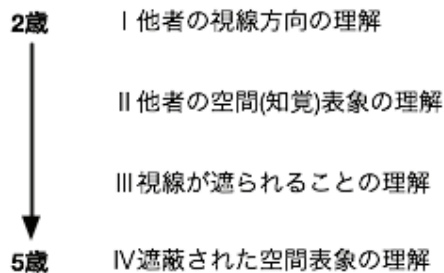 2歳 Ⅰ他者の視線方向の理解
Ⅱ他者の空間(知覚)表象の理解
Ⅲ視線が遮られることの理解
5歳 Ⅳ遮蔽された空間表象の理解